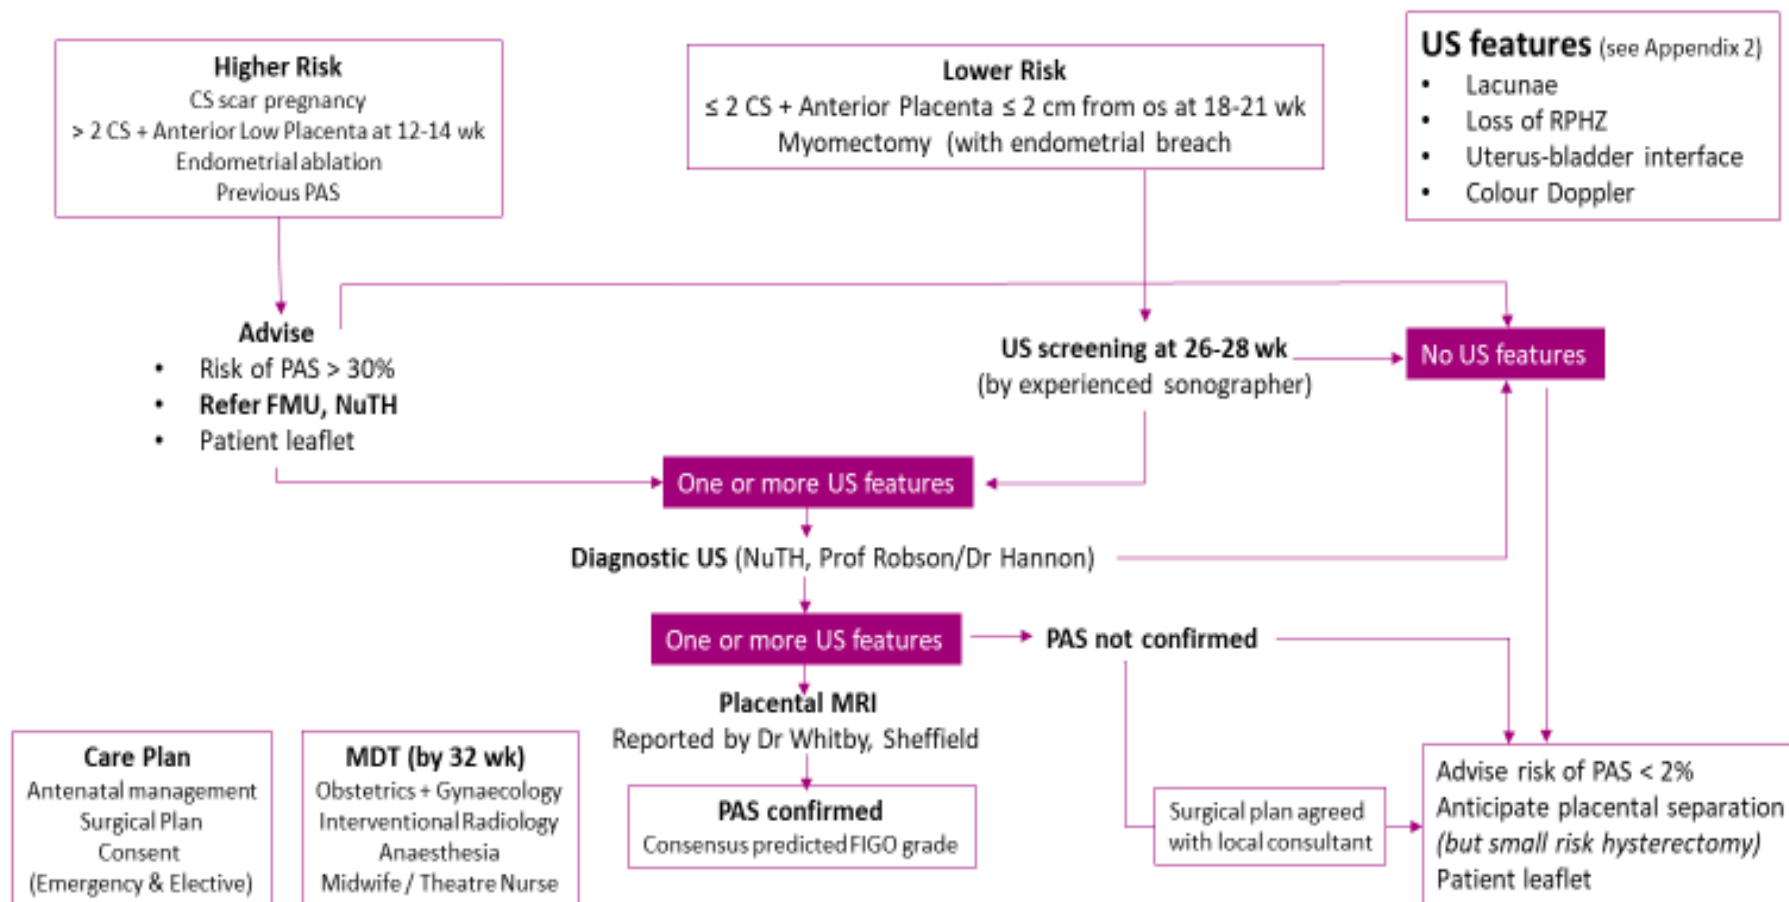 Higher Risk
CS scar pregnancy
> 2 CS + Anterior Low Placenta at 12-14 wk
Endometrial ablation
Previous PAS
Lower Risk
≤ 2 CS + Anterior Placenta ≤ 2 cm from os at 18-21 wk
Myomectomy (with endometrial breach
US features (see Appendix 2)
• Lacunae
• Loss of RPHZ
• Uterus-bladder interface
• Colour Doppler
Advise
• Risk of PAS > 30%
• Refer FMU, NuTH
• Patient leaflet
US screening at 26-28 wk
(by experienced sonographer)
No US features
One or more US features
Diagnostic US (NuTH, Prof Robson/Dr Hannon)
One or more US features
PAS not confirmed
Placental MRI
Reported by Dr Whitby, Sheffield
PAS confirmed
Consensus predicted FIGO grade
Care Plan
Antenatal management
Surgical Plan
Consent
(Emergency & Elective)
MDT (by 32 wk)
Obstetrics + Gynaecology
Interventional Radiology
Anaesthesia
Midwife / Theatre Nurse
Surgical plan agreed
with local consultant
Advise risk of PAS < 2%
Anticipate placental separation
(but small risk hysterectomy)
Patient leaflet